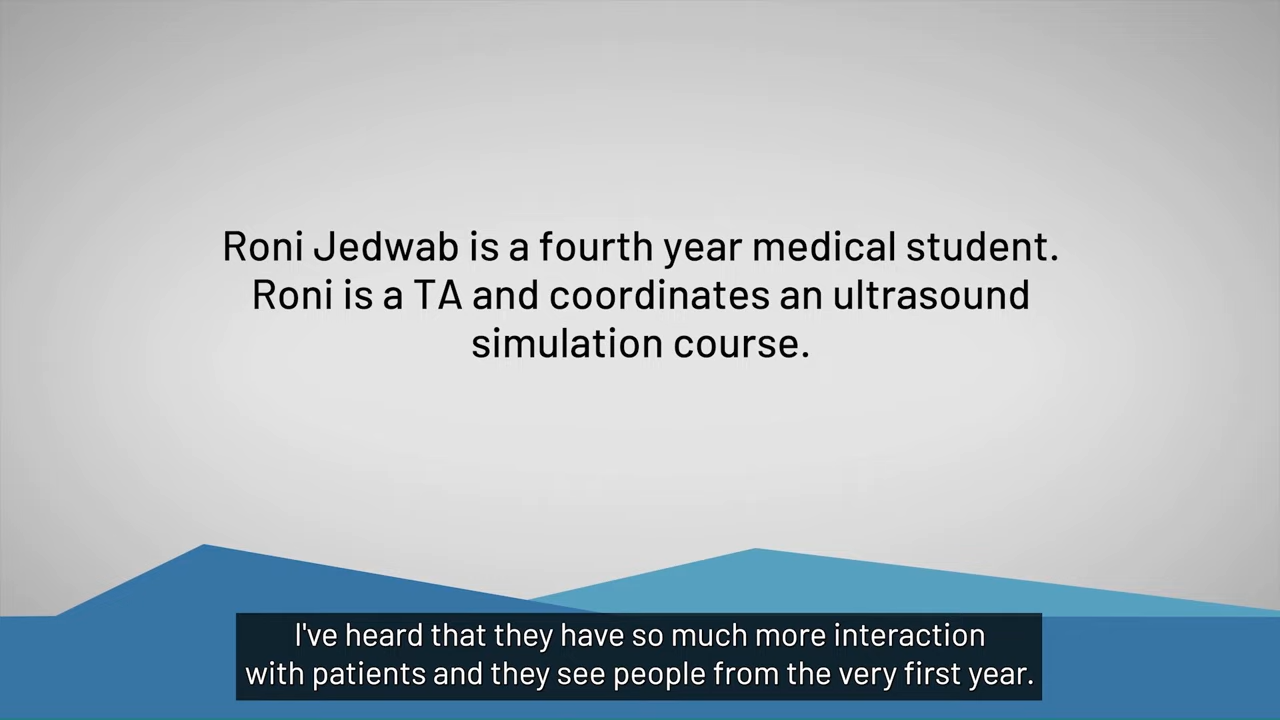 Roni Jedwab is a fourth year medical student.
Roni is a TA and coordinates an ultrasound
simulation course.
I've heard that they have so much more interaction
with patients and they see people from the very first year.